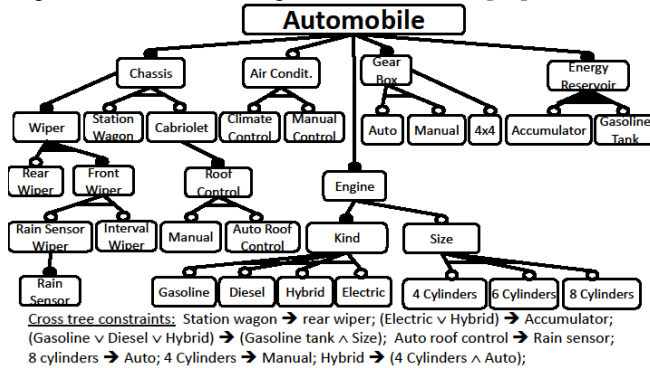 Automobile
Chassis
Air Condit.
Gear
Box
Energy
Reservoir
Wiper
Station
Wagon
Cabriolet
Climate
Control
Manual
Control
Auto
Manual
4x4
Accumulator
Gasoline
Tank
Rear
Wiper
Front
Wiper
Roof
Control
Engine
Rain Sensor
Wiper
Interval
Wiper
Manual
Auto Roof
Control
Kind
Size
Rain
Sensor
Gasoline
Diesel
Hybrid
Electric
4 Cylinders
6 Cylinders
8 Cylinders
Cross tree constraints: Station wagon ➔ rear wiper; (Electric ∨ Hybrid) ➔ Accumulator;
(Gasoline ∨ Diesel ∨ Hybrid) ➔ (Gasoline tank ∧ Size); Auto roof control ➔ Rain sensor;
8 cylinders ➔ Auto; 4 Cylinders ➔ Manual; Hybrid ➔ (4 Cylinders ∧ Auto);